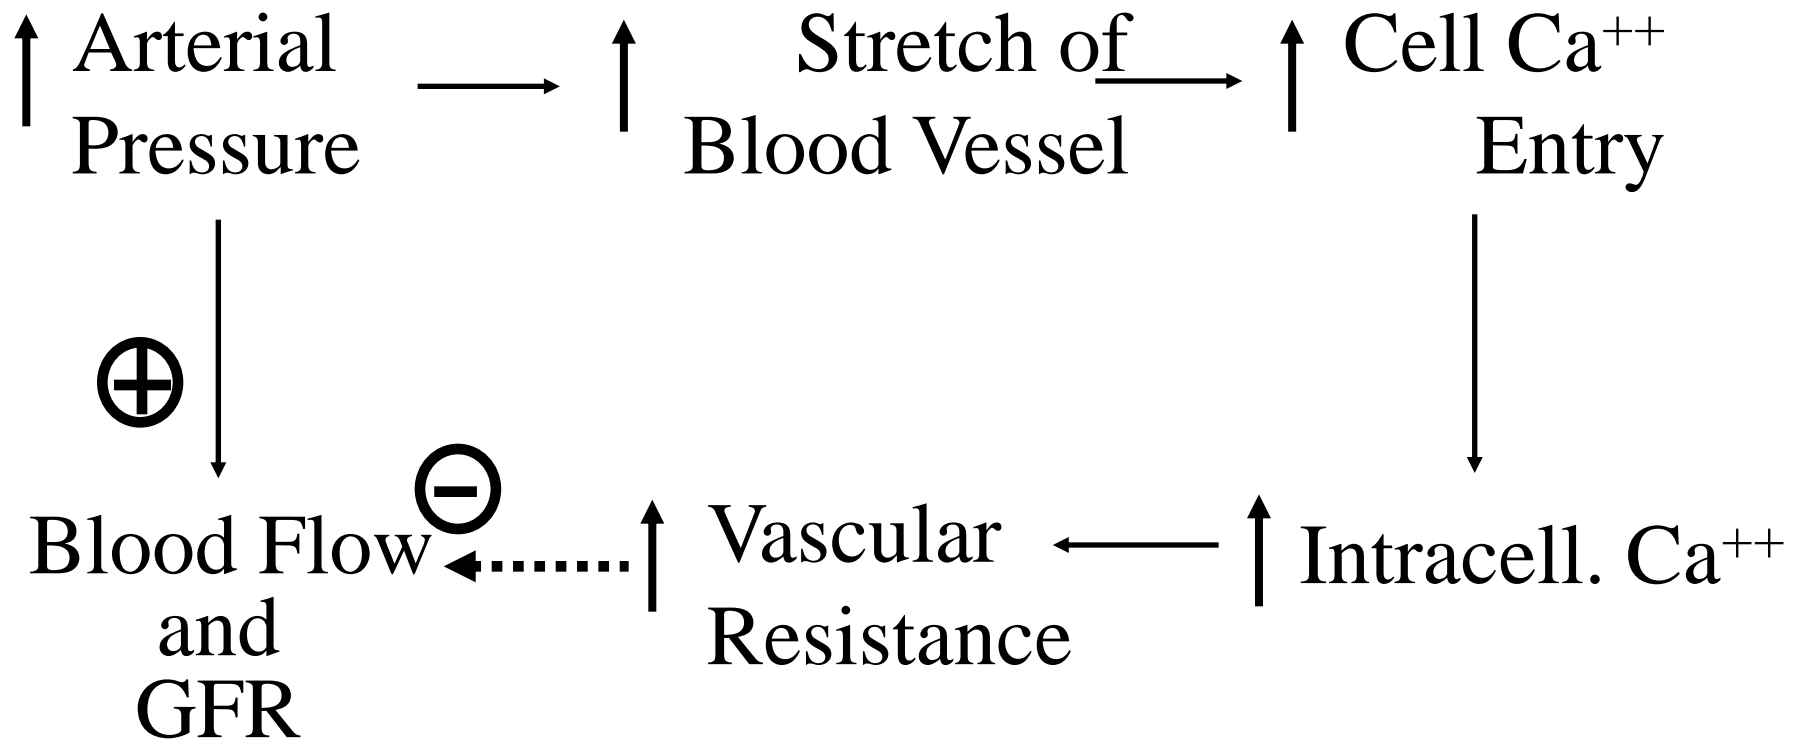 Arterial
Pressure
Stretch of
Blood Vessel
Cell Ca⁺⁺
Entry
Blood Flow
and
GFR
Vascular
Resistance
Intracell. Ca⁺⁺